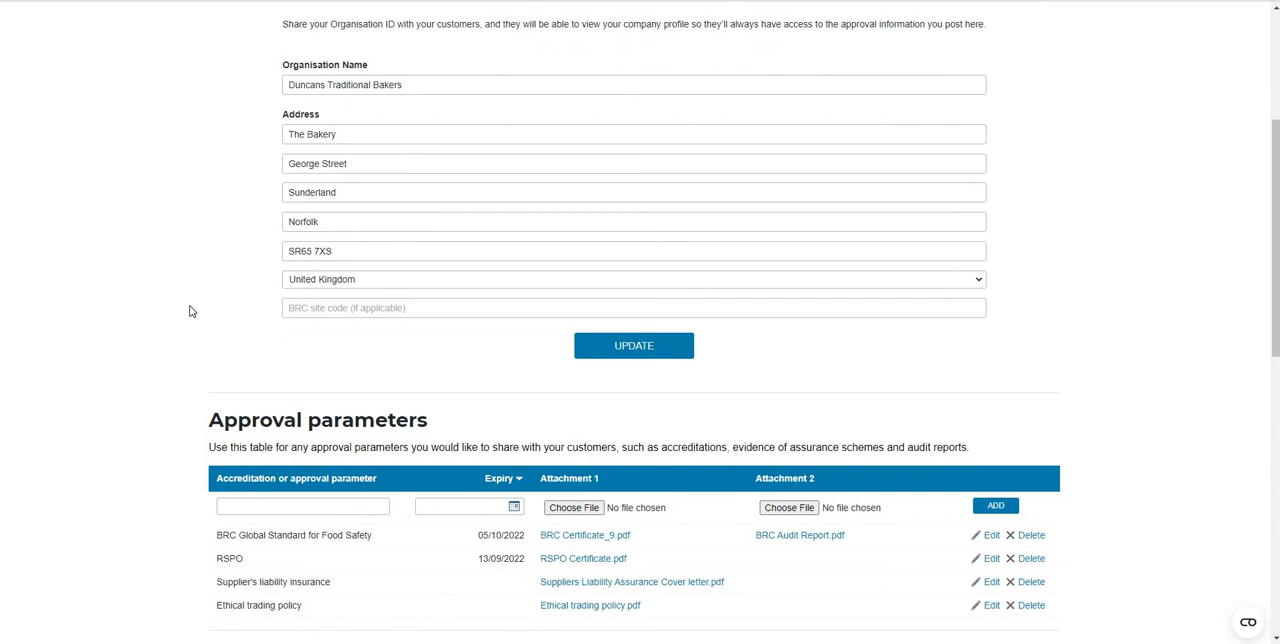 Share your Organisation ID with your customers, and they will be able to view your company profile so they'll always have access to the approval information you post here.
Organisation Name
Duncans Traditional Bakers
Address
The Bakery
George Street
Sunderland
Norfolk
SR65 7XS
United Kingdom
BRC site code (if applicable)
UPDATE
Approval parameters
Use this table for any approval parameters you would like to share with your customers, such as accreditations, evidence of assurance schemes and audit reports.
Accreditation or approval parameter Expiry Attachment 1 Attachment 2
Choose File No file chosen Choose File No file chosen ADD
BRC Global Standard for Food Safety 05/10/2022 BRC Certificate_9.pdf BRC Audit Report.pdf Edit Delete
RSPO 13/09/2022 RSPO Certificate.pdf Edit Delete
Supplier's liability insurance Suppliers Liability Assurance Cover letter.pdf Edit Delete
Ethical trading policy Ethical trading policy.pdf Edit Delete